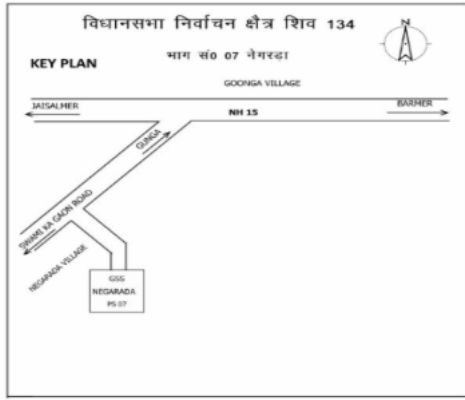 विधानसभा निर्वाचन क्षैत्र शिव 134
N
भाग सं0 07 नेगरड़ा
KEY PLAN
GOONGA VILLAGE
JAISALMER
BARMER
NH 15
GUNGA
SWAMI KA GAON ROAD
NEGARADA VILLAGE
GSS
NEGARADA
PS 07